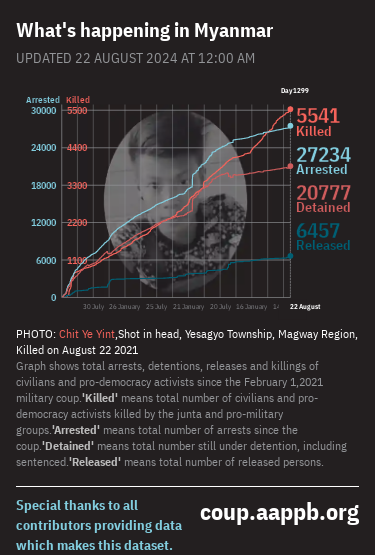 What's happening in Myanmar
UPDATED 22 AUGUST 2024 AT 12:00 AM
Day1299
Arrested Killed
30000 5500
24000 4400
18000 3300
12000 2200
6000 1100
0
5541
Killed
27234
Arrested
20777
Detained
6457
Released
30 July 26 January 25 July 21 January 20 July 16 January 14 22 August
PHOTO: Chit Ye Yint,Shot in head, Yesagyo Township, Magway Region,
Killed on August 22 2021
Graph shows total arrests, detentions, releases and killings of
civilians and pro-democracy activists since the February 1,2021
military coup.'Killed' means total number of civilians and pro-
democracy activists killed by the junta and pro-military
groups.'Arrested' means total number of arrests since the
coup.'Detained' means total number still under detention, including
sentenced.'Released' means total number of released persons.
Special thanks to all
contributors providing data
which makes this dataset.
coup.aappb.org